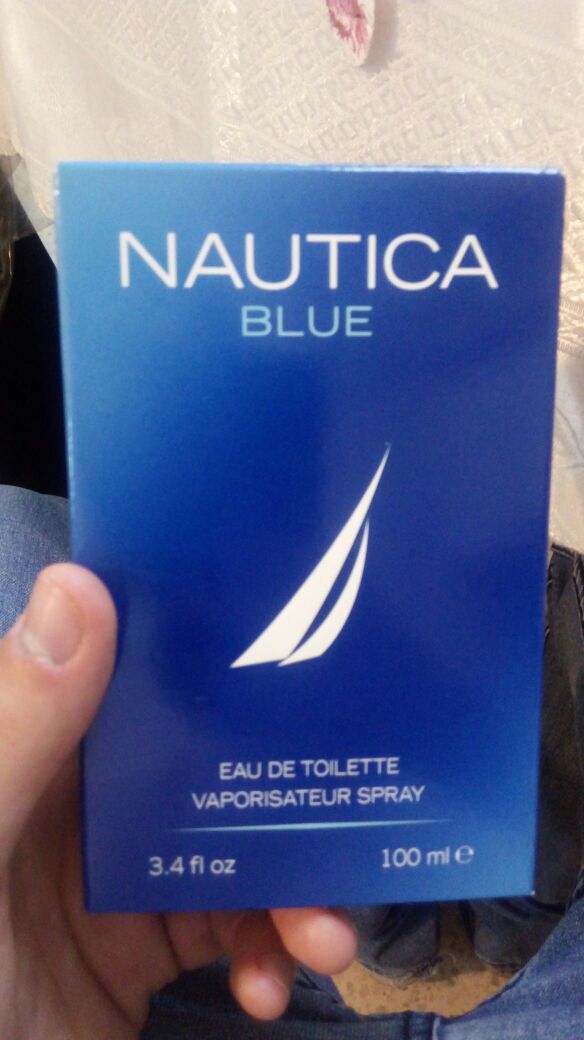 NAUTICA
BLUE
EAU DE TOILETTE
VAPORISATEUR SPRAY
3.4 fl oz 100 ml ℮